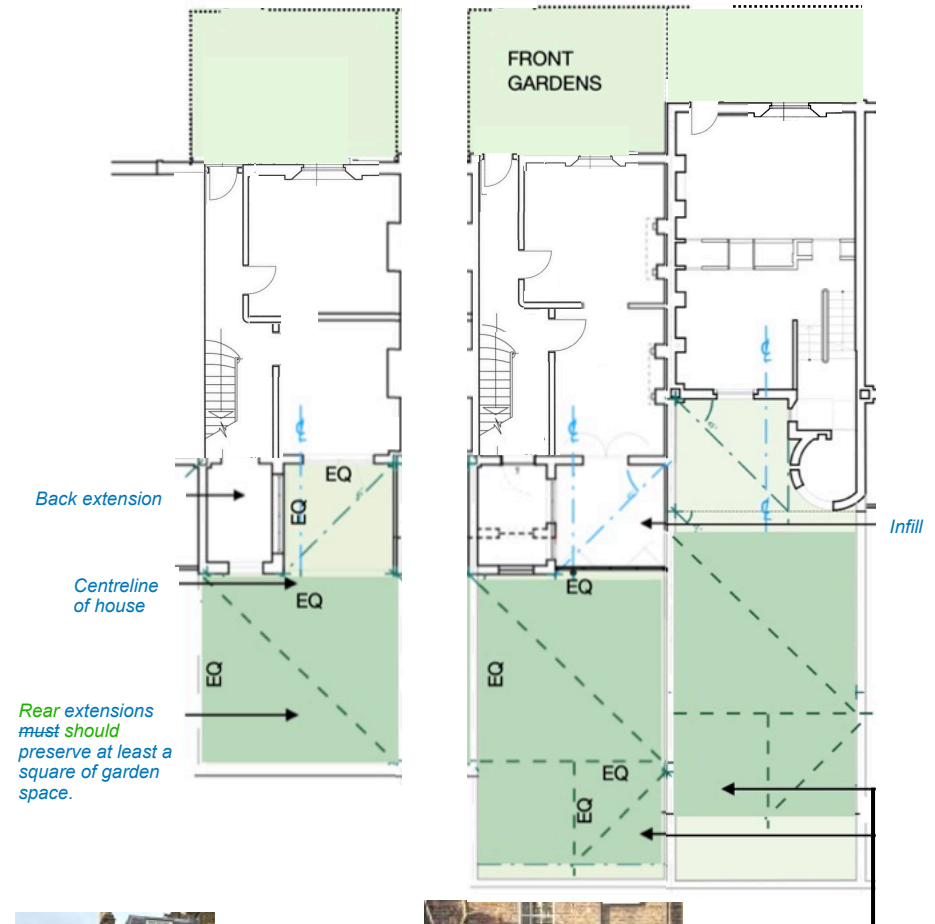 FRONT
GARDENS
EQ
EQ
Back extension
Infill
Centreline
of house
EQ
EQ
EQ
EQ
Rear extensions
must should
preserve at least a
square of garden
space.
EQ
EQ